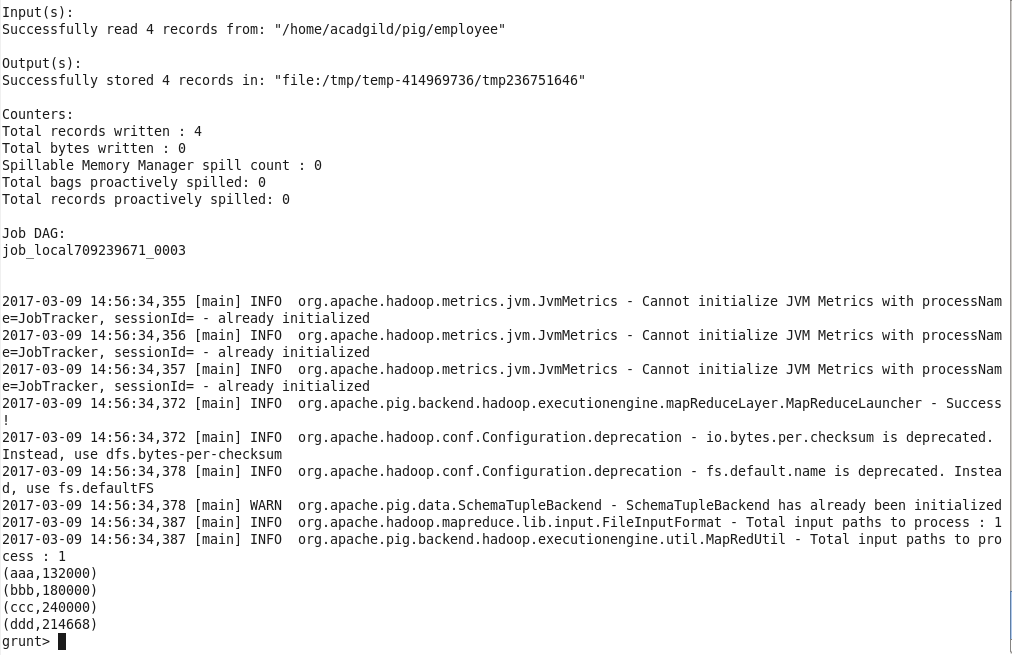 Input(s):
Successfully read 4 records from: "/home/acadgild/pig/employee"
Output(s):
Successfully stored 4 records in: "file:/tmp/temp-414969736/tmp236751646"
Counters:
Total records written : 4
Total bytes written : 0
Spillable Memory Manager spill count : 0
Total bags proactively spilled: 0
Total records proactively spilled: 0
Job DAG:
job_local709239671_0003
2017-03-09 14:56:34,355 [main] INFO  org.apache.hadoop.metrics.jvm.JvmMetrics - Cannot initialize JVM Metrics with processNam
e=JobTracker, sessionId= - already initialized
2017-03-09 14:56:34,356 [main] INFO  org.apache.hadoop.metrics.jvm.JvmMetrics - Cannot initialize JVM Metrics with processNam
e=JobTracker, sessionId= - already initialized
2017-03-09 14:56:34,357 [main] INFO  org.apache.hadoop.metrics.jvm.JvmMetrics - Cannot initialize JVM Metrics with processNam
e=JobTracker, sessionId= - already initialized
2017-03-09 14:56:34,372 [main] INFO  org.apache.pig.backend.hadoop.executionengine.mapReduceLayer.MapReduceLauncher - Success
!
2017-03-09 14:56:34,372 [main] INFO  org.apache.hadoop.conf.Configuration.deprecation - io.bytes.per.checksum is deprecated.
Instead, use dfs.bytes-per-checksum
2017-03-09 14:56:34,378 [main] INFO  org.apache.hadoop.conf.Configuration.deprecation - fs.default.name is deprecated. Instea
d, use fs.defaultFS
2017-03-09 14:56:34,378 [main] WARN  org.apache.pig.data.SchemaTupleBackend - SchemaTupleBackend has already been initialized
2017-03-09 14:56:34,387 [main] INFO  org.apache.hadoop.mapreduce.lib.input.FileInputFormat - Total input paths to process : 1
2017-03-09 14:56:34,387 [main] INFO  org.apache.pig.backend.hadoop.executionengine.util.MapRedUtil - Total input paths to pro
cess : 1
(aaa,132000)
(bbb,180000)
(ccc,240000)
(ddd,214668)
grunt>